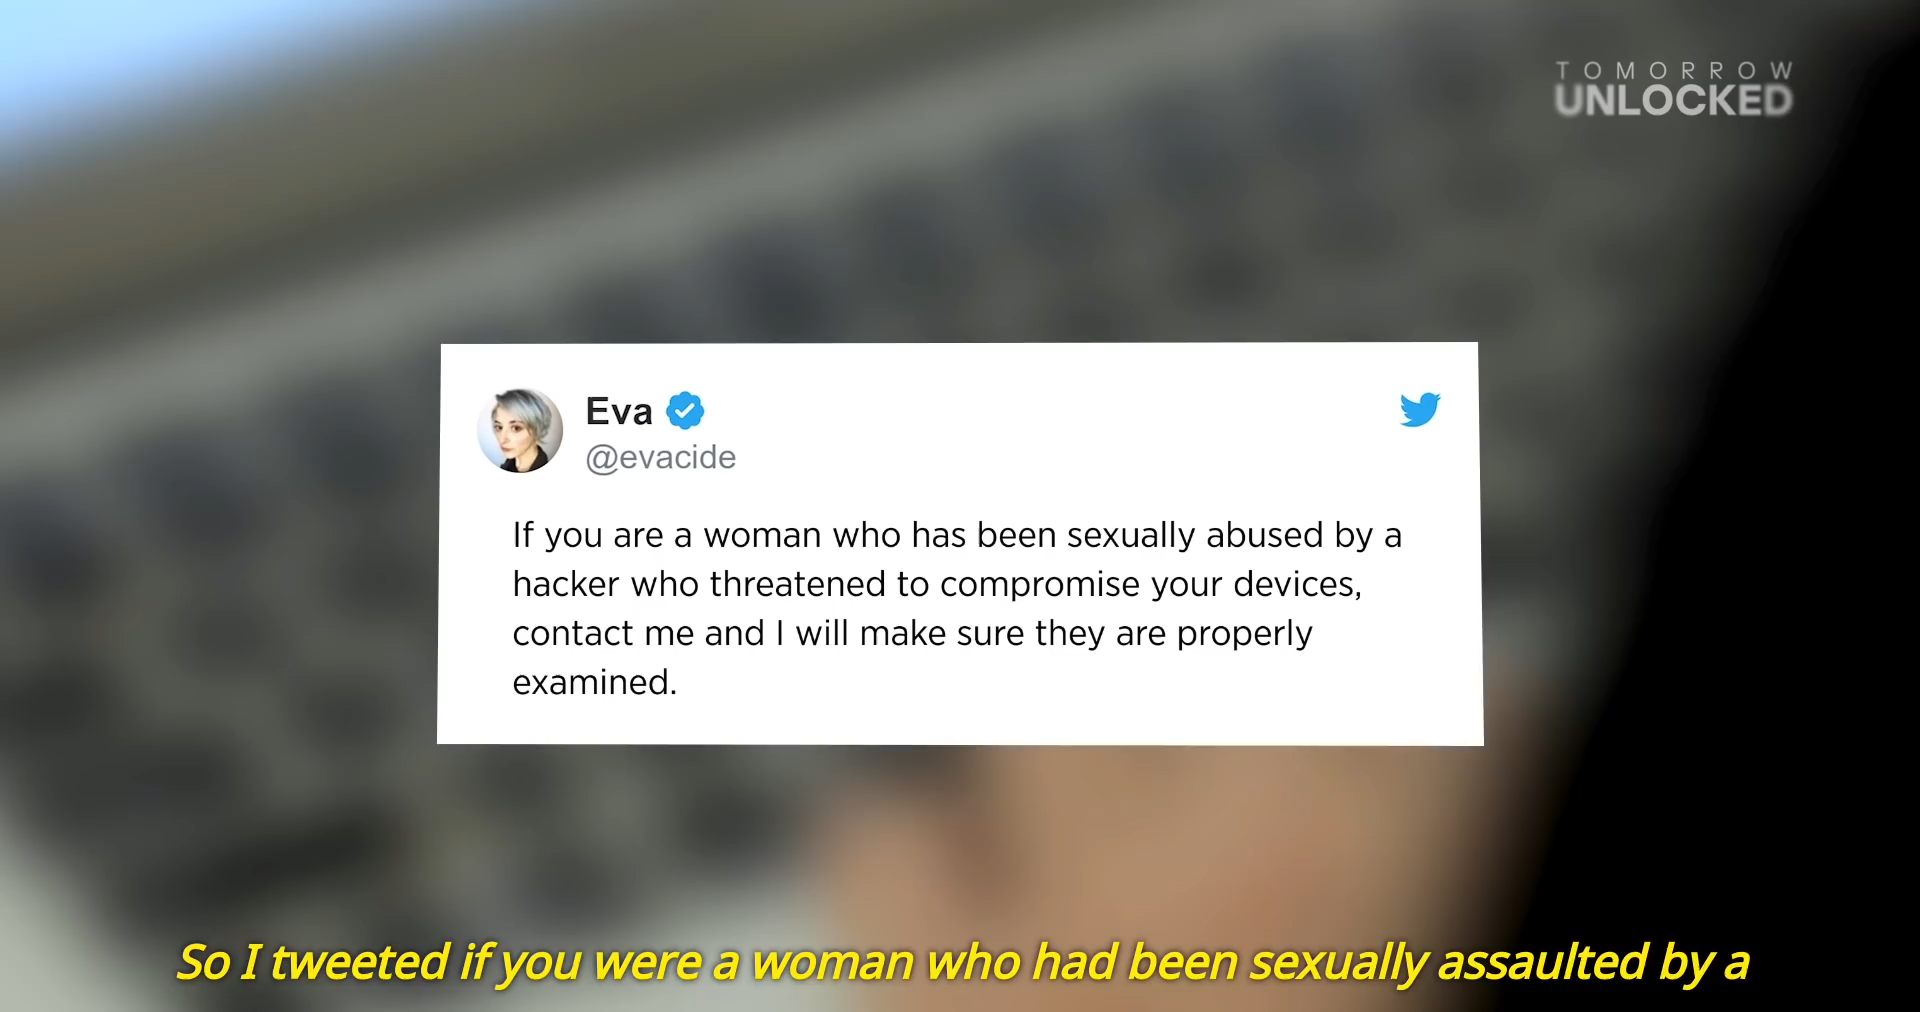 TOMORROW
UNLOCKED
Eva
@evacide
If you are a woman who has been sexually abused by a
hacker who threatened to compromise your devices,
contact me and I will make sure they are properly
examined.
So I tweeted if you were a woman who had been sexually assaulted by a